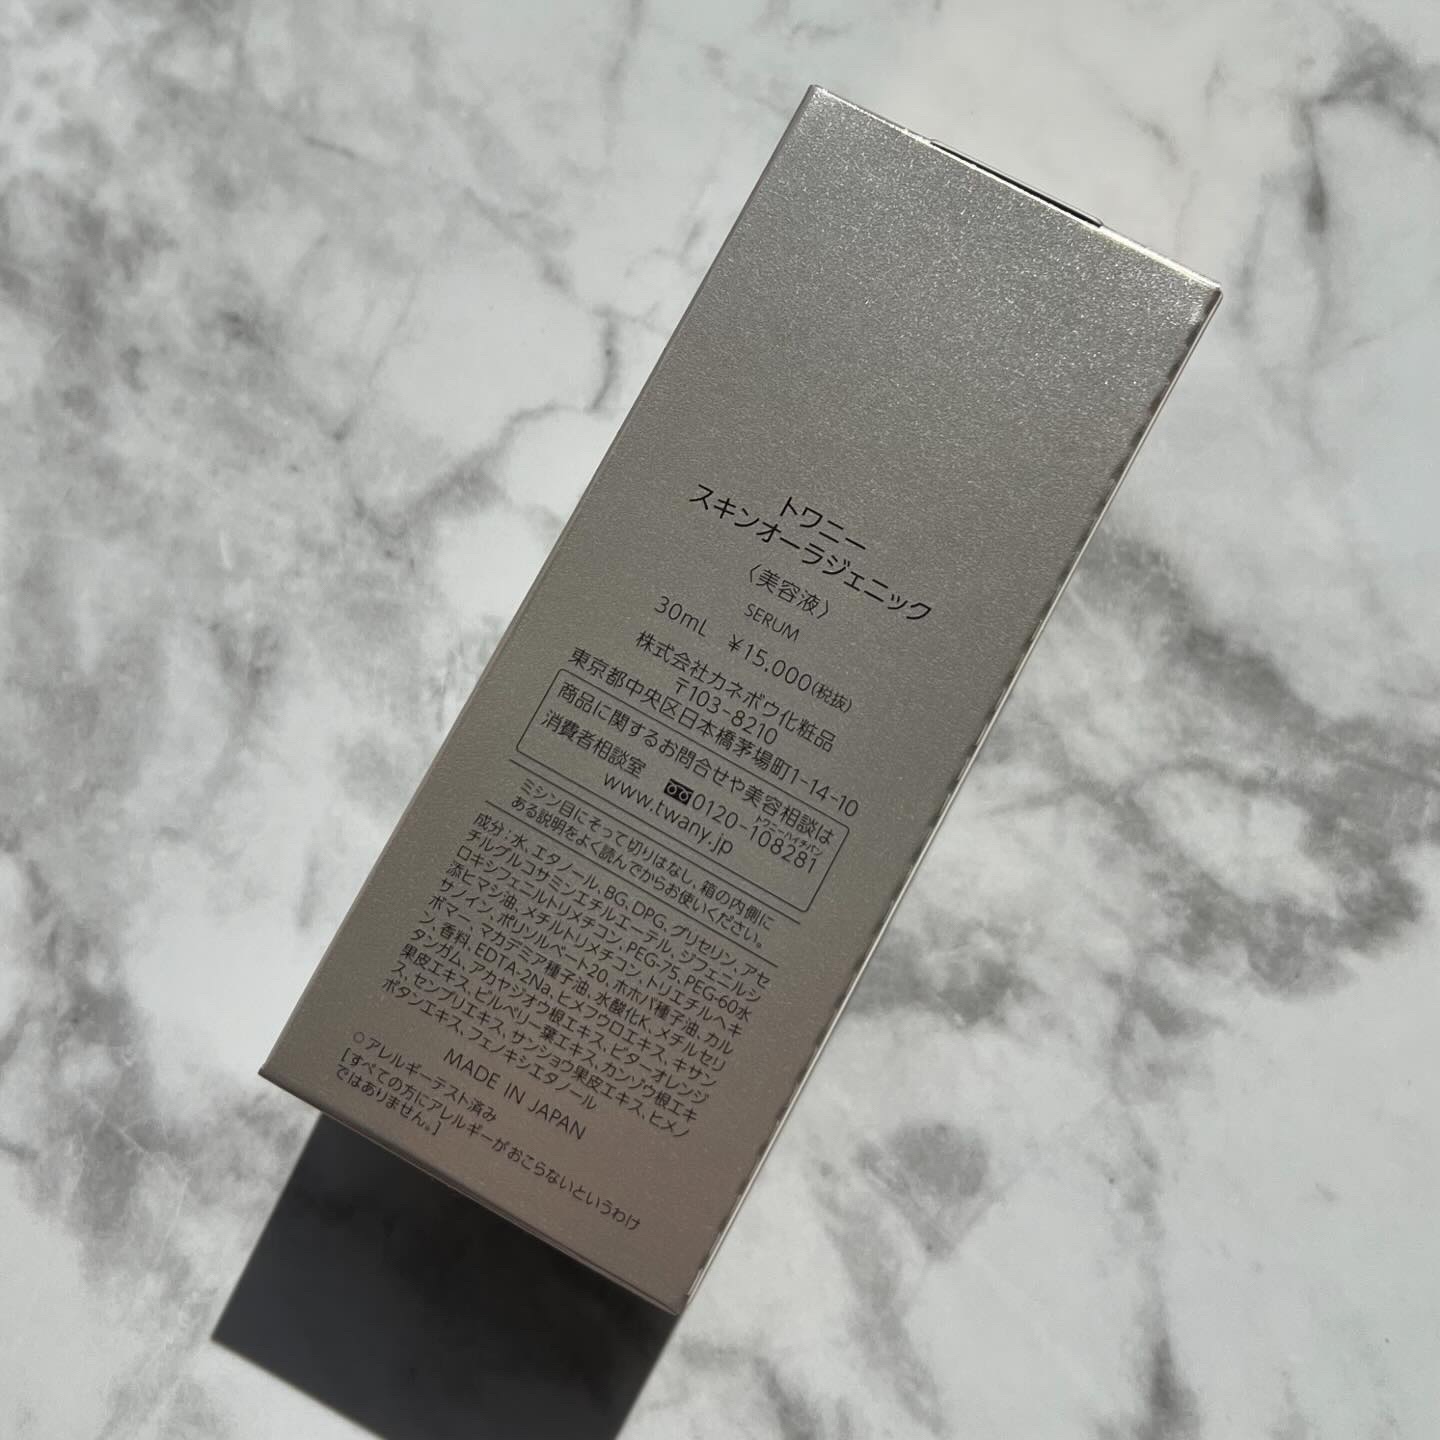 トワニー
スキンオーラジェニック
〈美容液〉
SERUM
30mL ¥15,000(税抜)
株式会社カネボウ化粧品
〒103-8210
東京都中央区日本橋茅場町1-14-10
商品に関するお問合せや美容相談は
消費者相談室 0120-108281
トワニーハイチバン
www.twany.jp
ミシン目にそって切りはなし、箱の内側に
ある説明をよく読んでからお使いください。
成分:水、エタノール、BG、DPG、グリセリン、アセ
チルグルコサミンエチルエーテル、ジフェニルシ
ロキシフェニルトリメチコン、PEG-75、PEG-60水
添ヒマシ油、メチルトリメチコン、トリエチルヘキ
サノイン、ポリソルベート20、ホホバ種子油、カル
ボマー、マカデミア種子油、水酸化K、メチルセリ
ン、香料、EDTA-2Na、ヒメフウロエキス、キサン
タンガム、アカヤジオウ根エキス、ビターオレンジ
果皮エキス、ビルベリー葉エキス、カンゾウ根エキ
ス、センブリエキス、サンショウ果皮エキス、ヒメノ
ボタンエキス、フェノキシエタノール
MADE IN JAPAN
○アレルギーテスト済み
[すべての方にアレルギーがおこらないというわけ
ではありません。]